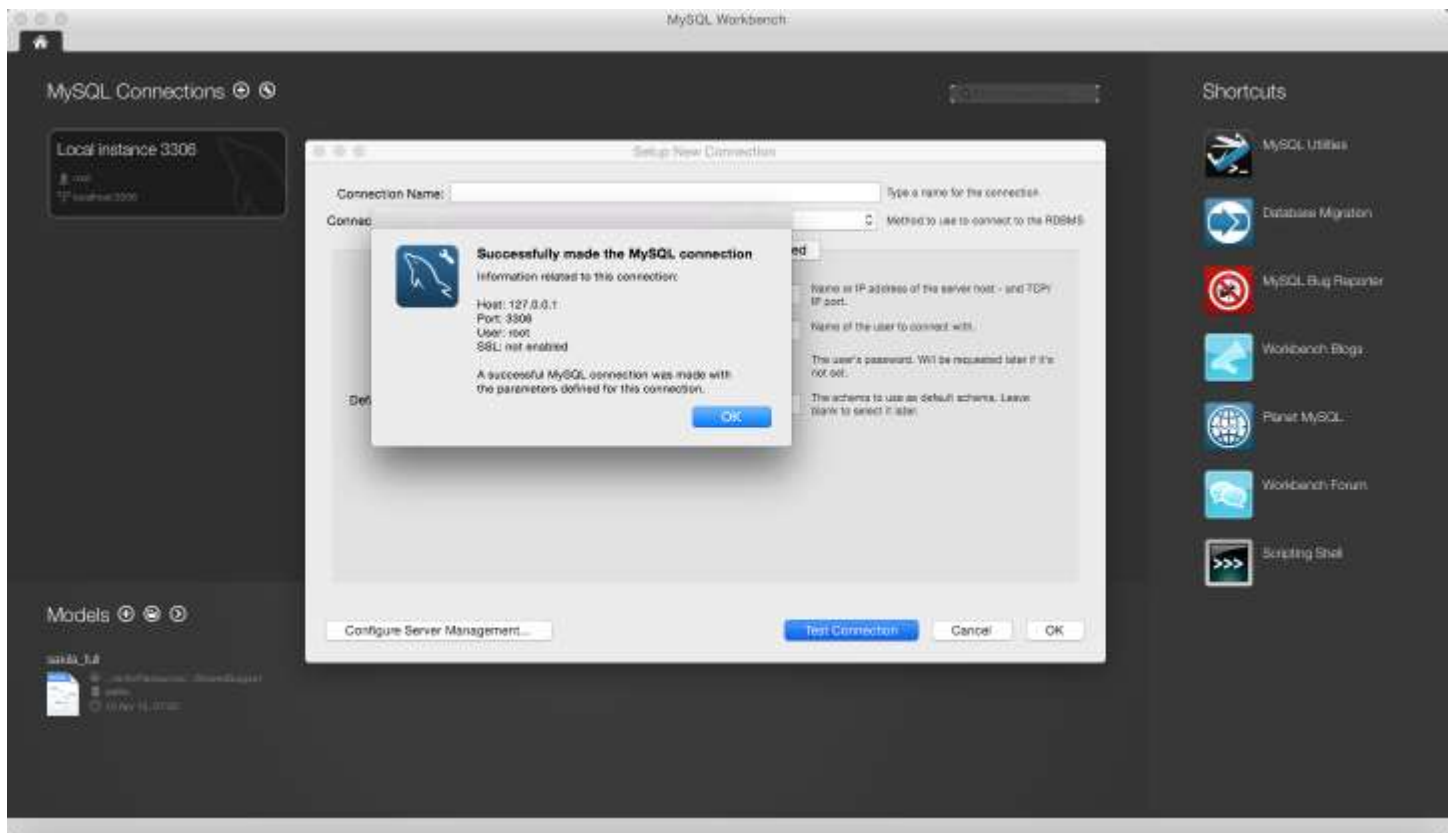 MySQL Workbench
MySQL Connections
Shortcuts
Local instance 3306
root
localhost:3306
Setup New Connection
Connection Name:
Type a name for the connection
Connec
Method to use to connect to the RDBMS
ed
Successfully made the MySQL connection
Information related to this connection:
Host: 127.0.0.1
Port: 3306
User: root
SSL: not enabled
A successful MySQL connection was made with
the parameters defined for this connection.
OK
Name or IP address of the server host - and TCP/
IP port.
Name of the user to connect with.
The user's password. Will be requested later if it's
not set.
Def
The schema to use as default schema. Leave
blank to select it later.
Configure Server Management...
Test Connection
Cancel
OK
MySQL Utilities
Database Migration
MySQL Bug Reporter
Workbench Blogs
Planet MySQL
Workbench Forum
>>>
Scripting Shell
Models
sakila_full